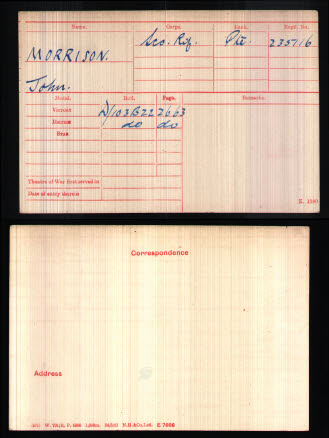 Name. Corps. Rank. Regtl. No.
MORRISON. Sco. Rif. Pte. 235716
John.
Medal. Roll. Page. Remarks.
Victory 2663
British do do
Star
Theatre of War first served in
Date of entry therein
K. 1380
Correspondence
Address